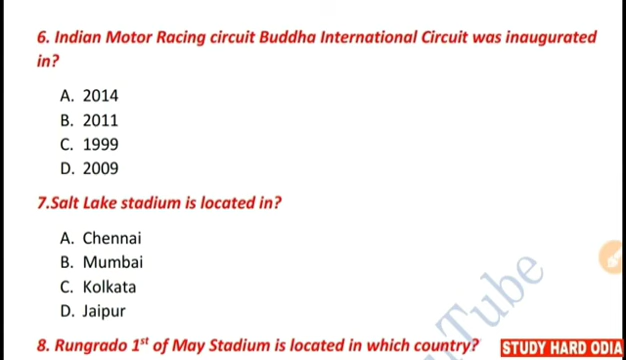 6. Indian Motor Racing circuit Buddha International Circuit was inaugurated
in?
A. 2014
B. 2011
C. 1999
D. 2009
7.Salt Lake stadium is located in?
A. Chennai
B. Mumbai
C. Kolkata
D. Jaipur
8. Rungrado 1st of May Stadium is located in which country?
STUDY HARD ODIA
Tube